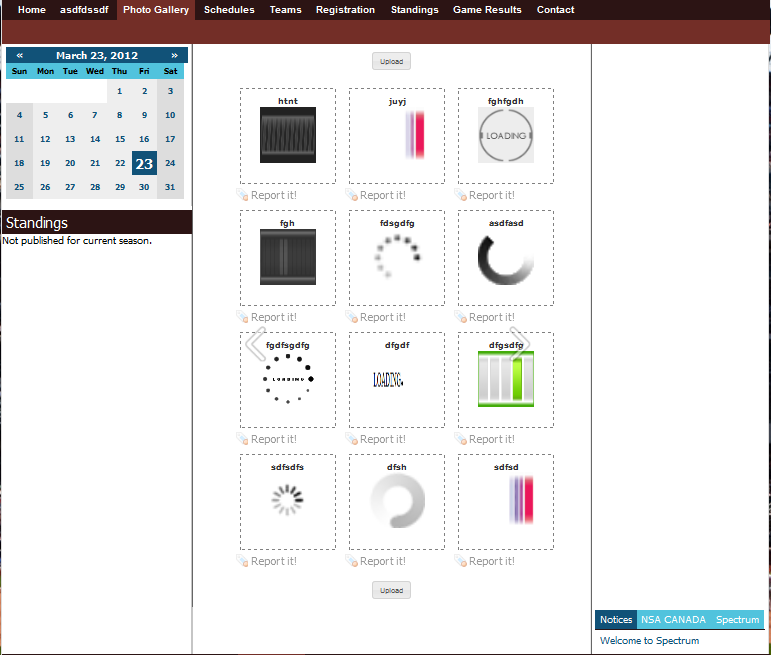 Home asdfdssdf Photo Gallery Schedules Teams Registration Standings Game Results Contact
« March 23, 2012 »
Sun Mon Tue Wed Thu Fri Sat
1 2 3
4 5 6 7 8 9 10
11 12 13 14 15 16 17
18 19 20 21 22 23 24
25 26 27 28 29 30 31
Standings
Not published for current season.
Upload
htnt juyj fghfgdh
LOADING
Report it! Report it! Report it!
fgh fdsgdfg asdfasd
Report it! Report it! Report it!
fgdfsgdfg dfgdf dfgsdfg
LOADING LOADING.
Report it! Report it! Report it!
sdfsdfs dfsh sdfsd
Report it! Report it! Report it!
Upload
Notices NSA CANADA Spectrum
Welcome to Spectrum